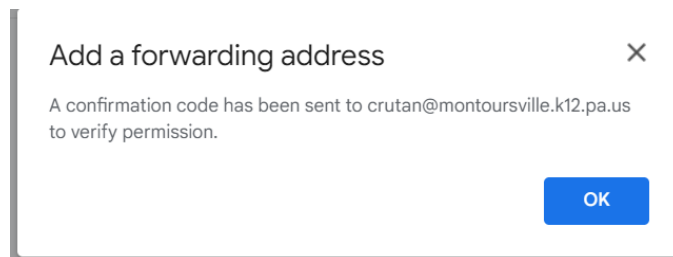 Add a forwarding address
A confirmation code has been sent to crutan@montoursville.k12.pa.us
to verify permission.
OK